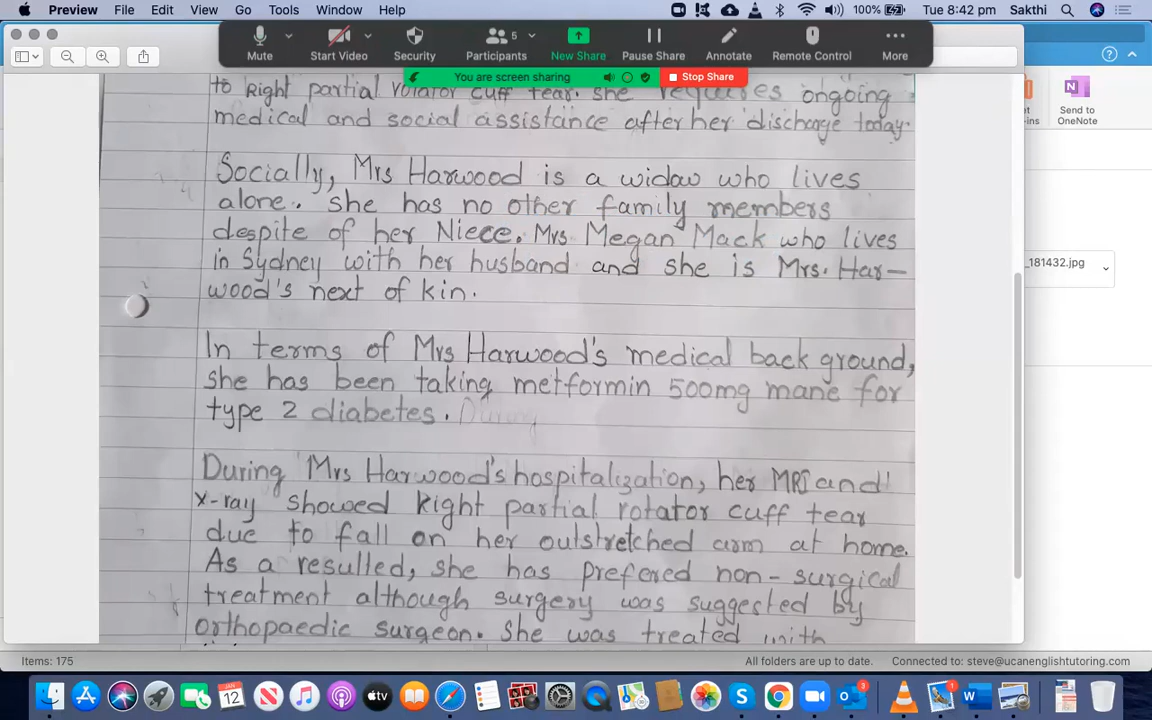 Preview File Edit View Go Tools Window Help 100% Tue 8:42 pm Sakthi
Mute Start Video Security Participants 5 New Share Pause Share Annotate Remote Control More
You are screen sharing Stop Share
to Right partial rotator cuff tear. she requires ongoing
medical and social assistance after her discharge today.
Send to
OneNote
-ins
Socially, Mrs Harwood is a widow who lives
alone. She has no other family members
despite of her Niece. Mrs. Megan Mack who lives
in Sydney with her husband and she is Mrs. Har-
wood's next of kin.
_181432.jpg
In terms of Mrs Harwood's medical back ground,
she has been taking metformin 500mg mane for
type 2 diabetes. During
During Mrs Harwood's hospitalization, her MRI and
x-ray showed Right partial rotator cuff tear
due to fall on her outstretched arm at home.
As a resulted, she has prefered non-surgical
treatment although surgery was suggested by
orthopaedic surgeon. She was treated with
Items: 175 All folders are up to date. Connected to: steve@ucanenglishtutoring.com
JAN
12
tv
3
1